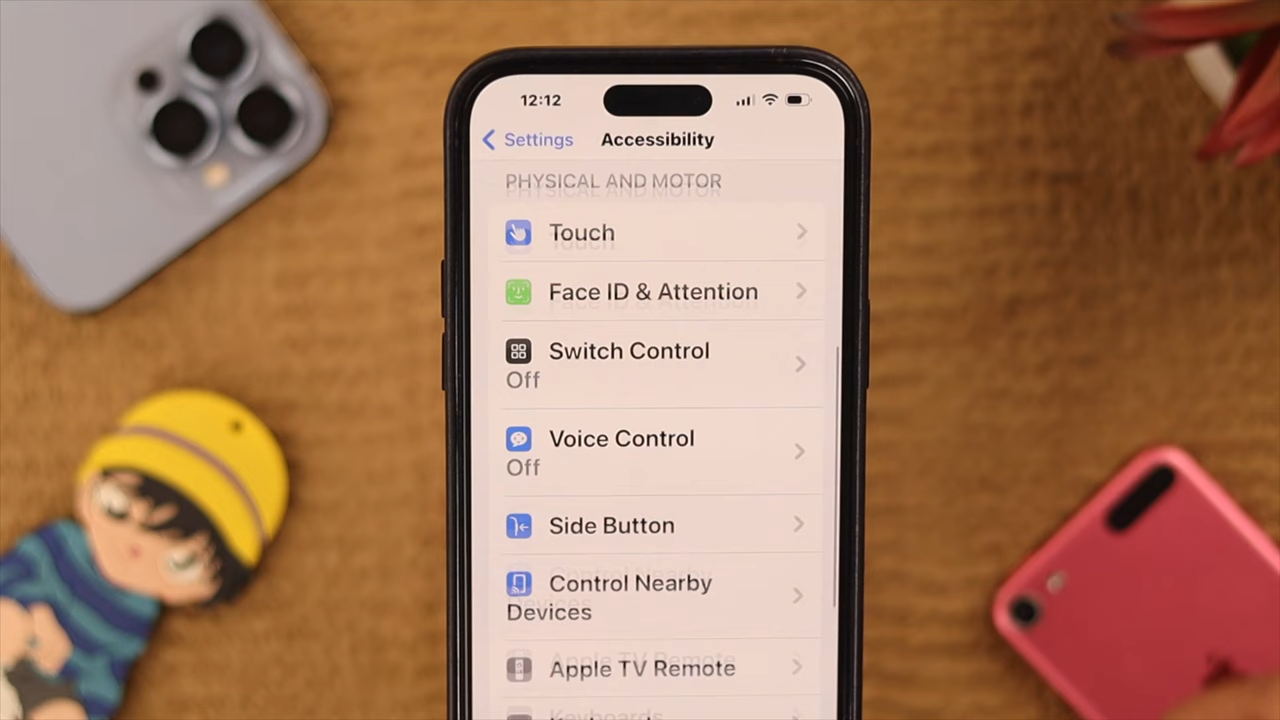 12:12
Settings
Accessibility
PHYSICAL AND MOTOR
Touch
Face ID & Attention
Switch Control
Off
Voice Control
Off
Side Button
Control Nearby
Devices
Apple TV Remote
Keyboards